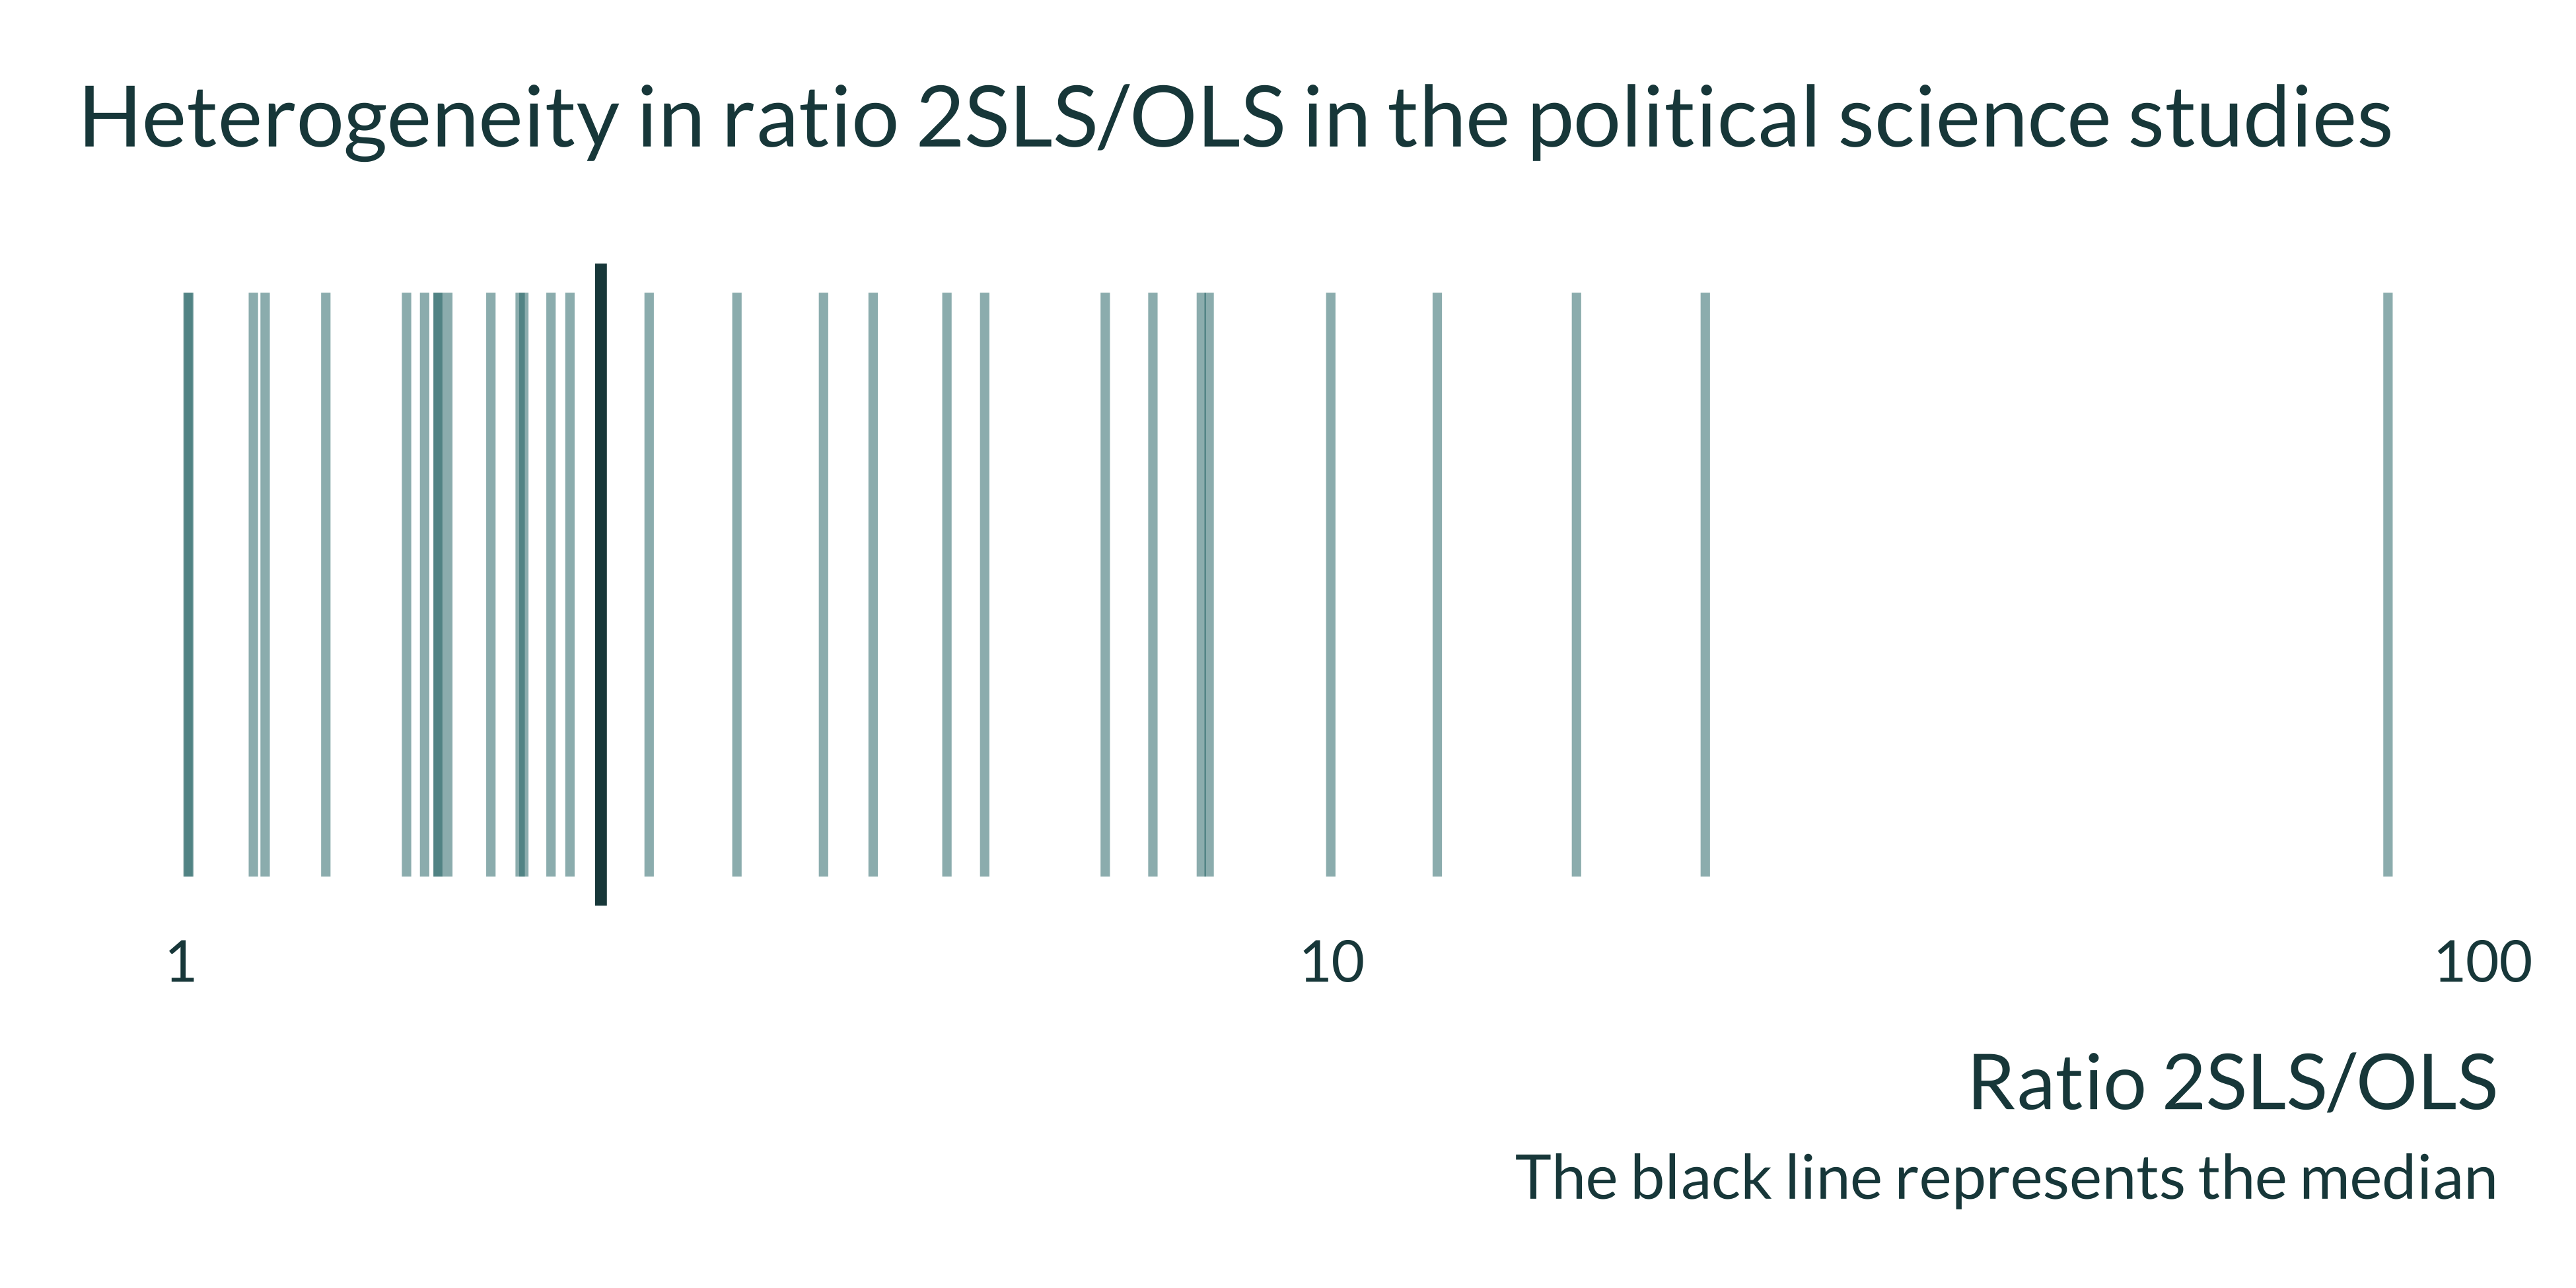 Heterogeneity in ratio 2SLS/OLS in the political science studies
1 10 100
Ratio 2SLS/OLS
The black line represents the median